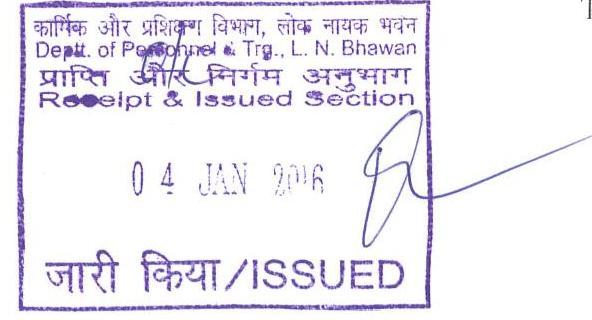 कार्मिक और प्रशिक्षण विभाग, लोक नायक भवन
Deptt. of Personnel & Trg., L. N. Bhawan
प्राप्ति और निर्गम अनुभाग
Receipt & Issued Section
04 JAN 2016
जारी किया/ISSUED